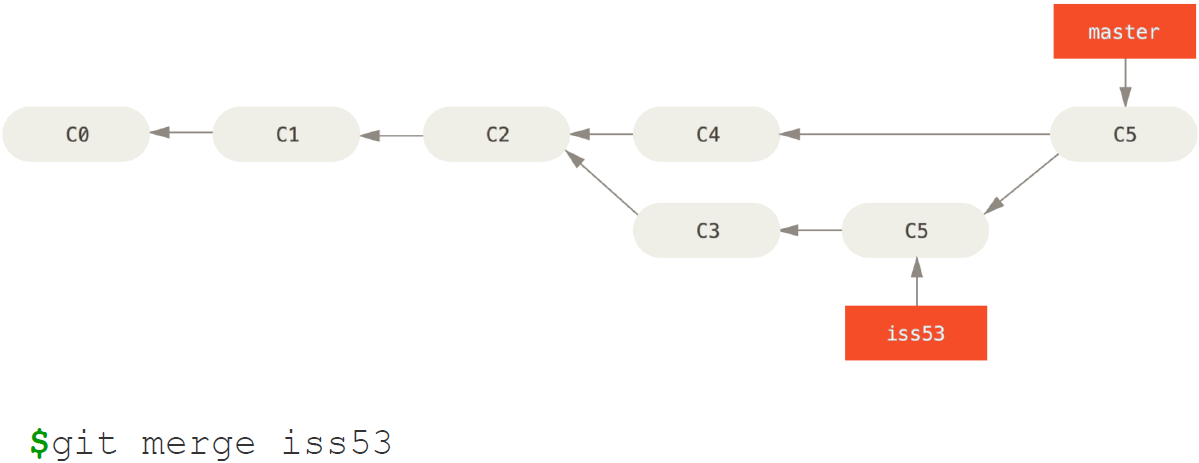 master
C0 C1 C2 C4 C5
C3 C5
iss53
$git merge iss53